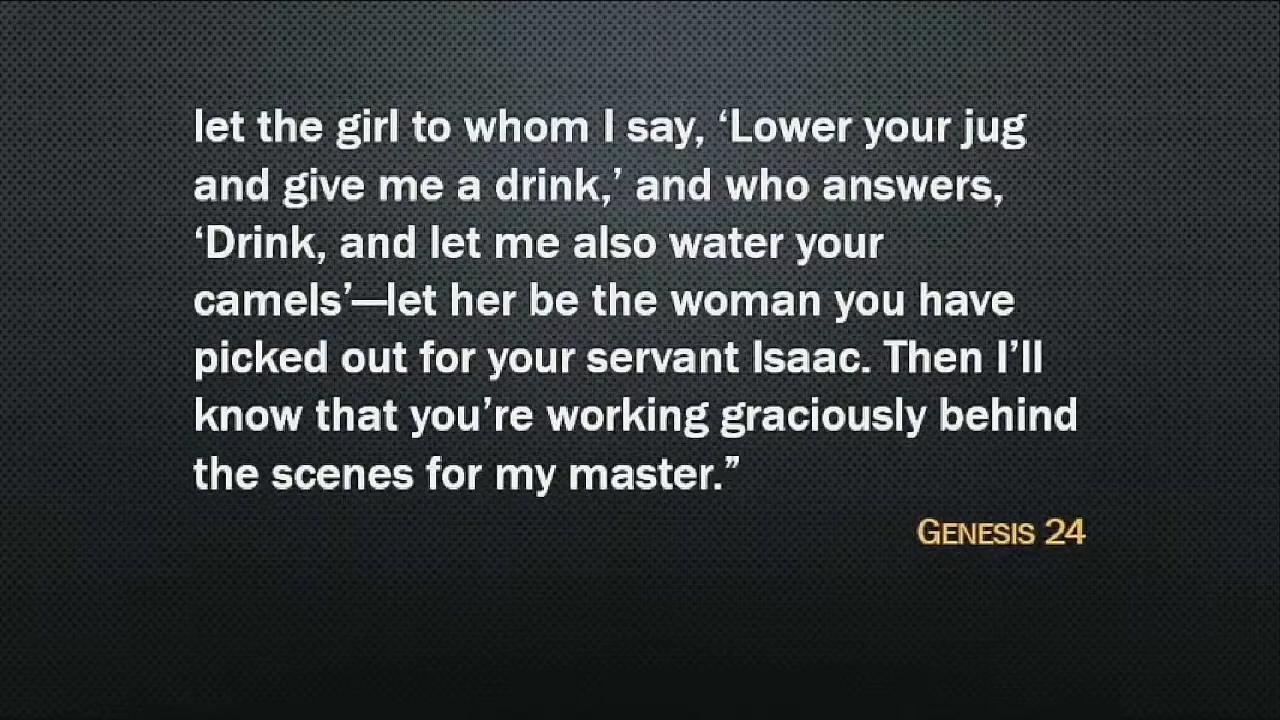 let the girl to whom I say, ‘Lower your jug
and give me a drink,’ and who answers,
‘Drink, and let me also water your
camels’—let her be the woman you have
picked out for your servant Isaac. Then I’ll
know that you’re working graciously behind
the scenes for my master.”
GENESIS 24